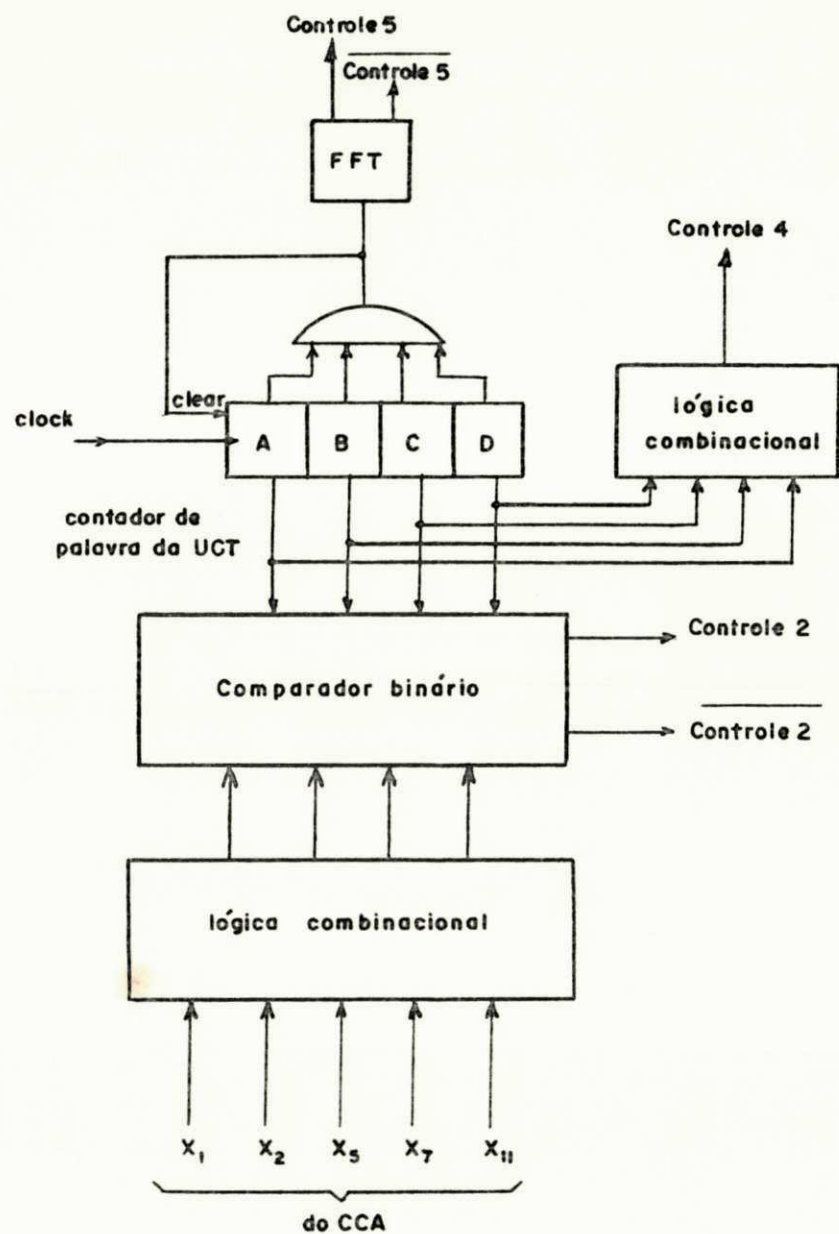 Controle 5
Controle 5
FFT
Controle 4
clear
clock
A B C D
lógica
combinacional
contador de
palavra da UCT
Comparador binário
Controle 2
Controle 2
lógica combinacional
X₁ X₂ X₅ X₇ X₁₁
do CCA